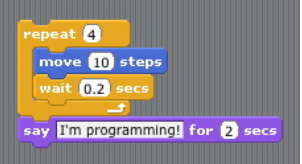 repeat 4
move 10 steps
wait 0.2 secs
say I'm programming! for 2 secs